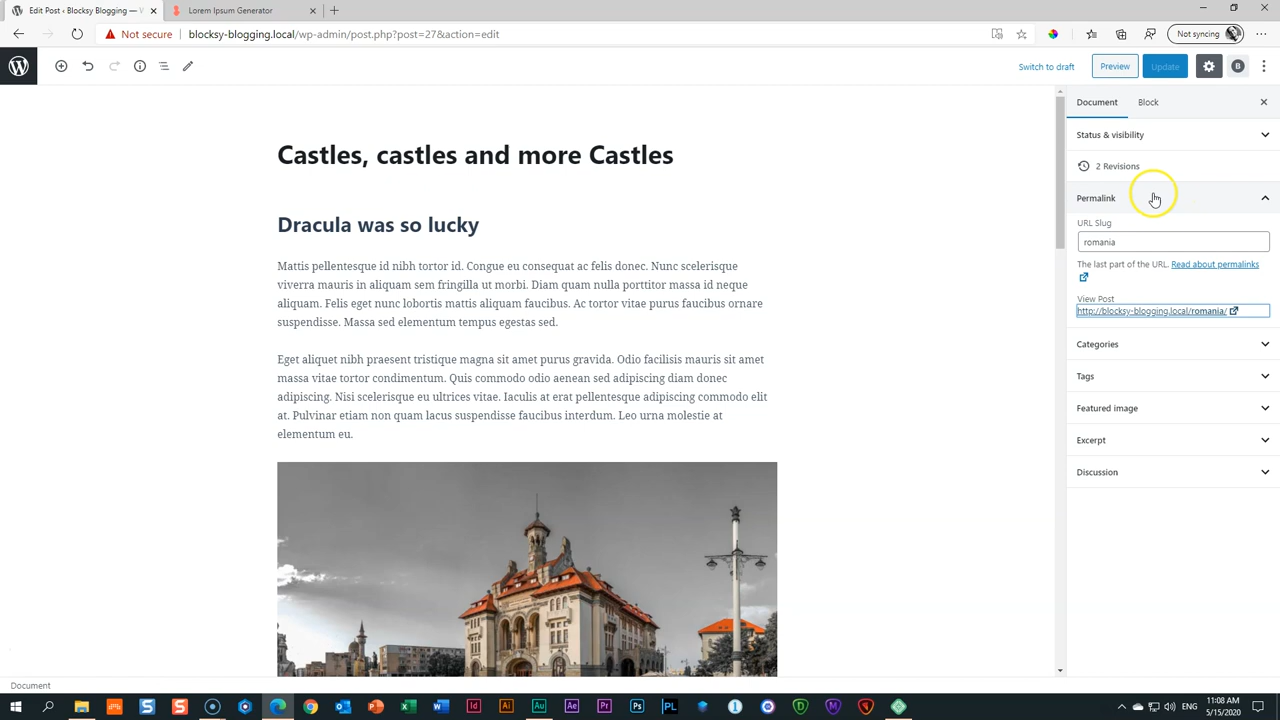 Edit Post ‹ Blocksy Blogging — V
Lorem Ipsum Generator
Not secure
blocksy-blogging.local/wp-admin/post.php?post=27&action=edit
Not syncing
Switch to draft
Preview
Update
B
Document
Block
Castles, castles and more Castles
Dracula was so lucky
Mattis pellentesque id nibh tortor id. Congue eu consequat ac felis donec. Nunc scelerisque
viverra mauris in aliquam sem fringilla ut morbi. Diam quam nulla porttitor massa id neque
aliquam. Felis eget nunc lobortis mattis aliquam faucibus. Ac tortor vitae purus faucibus ornare
suspendisse. Massa sed elementum tempus egestas sed.
Eget aliquet nibh praesent tristique magna sit amet purus gravida. Odio facilisis mauris sit amet
massa vitae tortor condimentum. Quis commodo odio aenean sed adipiscing diam donec
adipiscing. Nisi scelerisque eu ultrices vitae. Iaculis at erat pellentesque adipiscing commodo elit
at. Pulvinar etiam non quam lacus suspendisse faucibus interdum. Leo urna molestie at
elementum eu.
Status & visibility
2 Revisions
Permalink
URL Slug
romania
The last part of the URL. Read about permalinks
View Post
http://blocksy-blogging.local/romania/
Categories
Tags
Featured image
Excerpt
Discussion
Document
Id
Ai
Au
Ae
Pr
Ps
PL
ENG
11:08 AM
5/15/2020